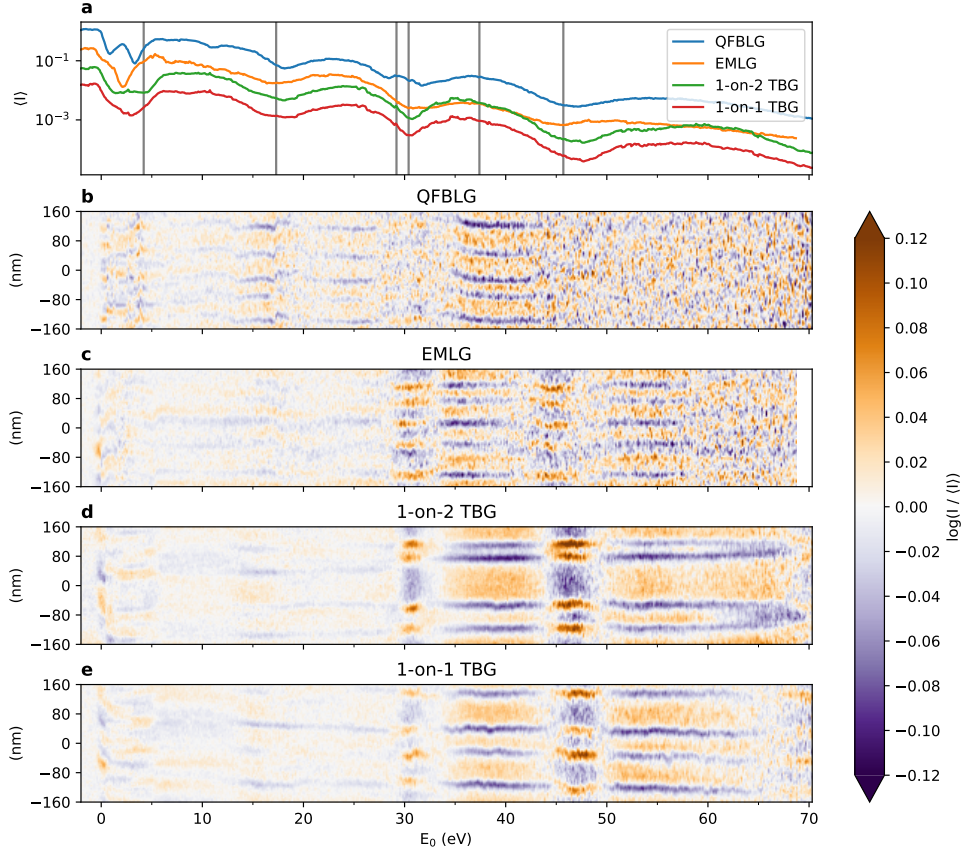 a
⟨I⟩
10⁻¹
10⁻³
QFBLG
EMLG
1-on-2 TBG
1-on-1 TBG
b
QFBLG
(nm)
160
80
0
−80
−160
c
EMLG
(nm)
160
80
0
−80
−160
d
1-on-2 TBG
(nm)
160
80
0
−80
−160
e
1-on-1 TBG
(nm)
160
80
0
−80
−160
0 10 20 30 40 50 60 70
E₀ (eV)
0.12
0.10
0.08
0.06
0.04
0.02
0.00
−0.02
−0.04
−0.06
−0.08
−0.10
−0.12
log(I / ⟨I⟩)